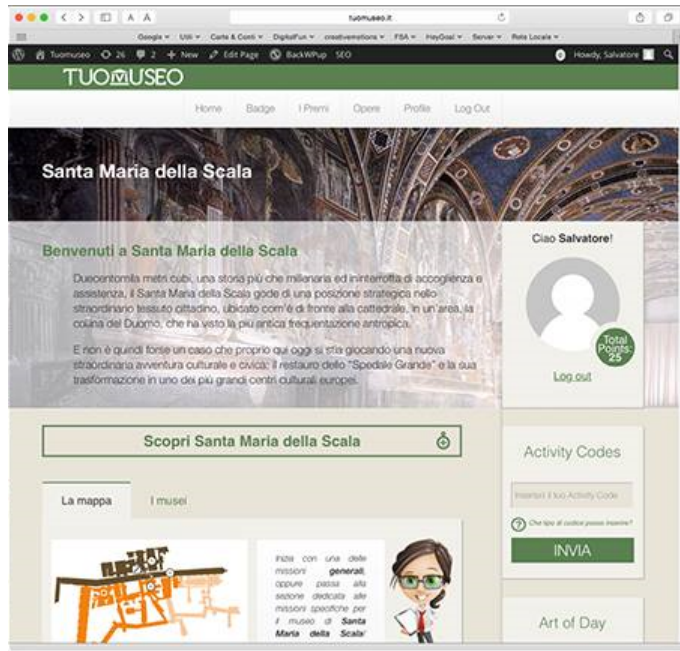 tuomuseo.it
Google Utili Carte & Conti DigitalFun creativemotions FSA HeyGoal Server Rete Locale
Tuomuseo 26 2 + New Edit Page BackWPup SEO 0 Howdy, Salvatore
TUOMUSEO
Home Badge I Premi Opere Profile Log Out
Santa Maria della Scala
Benvenuti a Santa Maria della Scala
Duecentomila metri cubi, una storia più che millenaria ed ininterrotta di accoglienza e
assistenza, il Santa Maria della Scala gode di una posizione strategica nello
straordinario tessuto cittadino, ubicato com'è di fronte alla cattedrale, in un'area, la
collina del Duomo, che ha visto la più antica frequentazione antropica.
E non è quindi forse un caso che proprio qui oggi si stia giocando una nuova
straordinaria avventura culturale e civica: il restauro dello "Spedale Grande" e la sua
trasformazione in uno dei più grandi centri culturali europei.
Ciao Salvatore!
Total
Points:
25
Log out
Scopri Santa Maria della Scala
Activity Codes
Inserisci il tuo Activity Code
? Che tipo di codice posso inserire?
INVIA
Art of Day
La mappa I musei
Inizia con una delle
missioni generali,
oppure passa alla
sezione dedicata alle
missioni specifiche per
il museo di Santa
Maria della Scala!